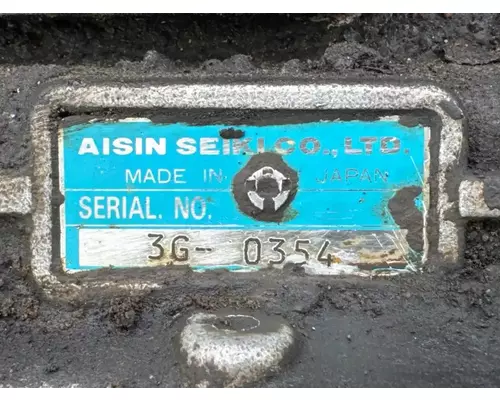 AISIN SEIKI CO., LTD.
MADE IN JAPAN
SERIAL. NO.
3G- 0354